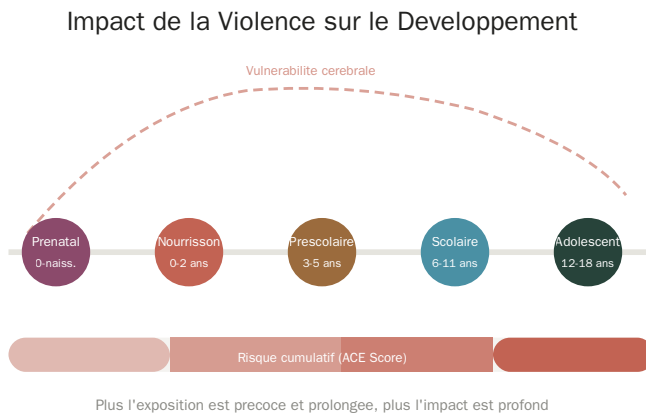 Impact de la Violence sur le Developpement
Vulnerabilite cerebrale
Prenatal
0-naiss.
Nourrisson
0-2 ans
Prescolaire
3-5 ans
Scolaire
6-11 ans
Adolescent
12-18 ans
Risque cumulatif (ACE Score)
Plus l'exposition est precoce et prolongee, plus l'impact est profond